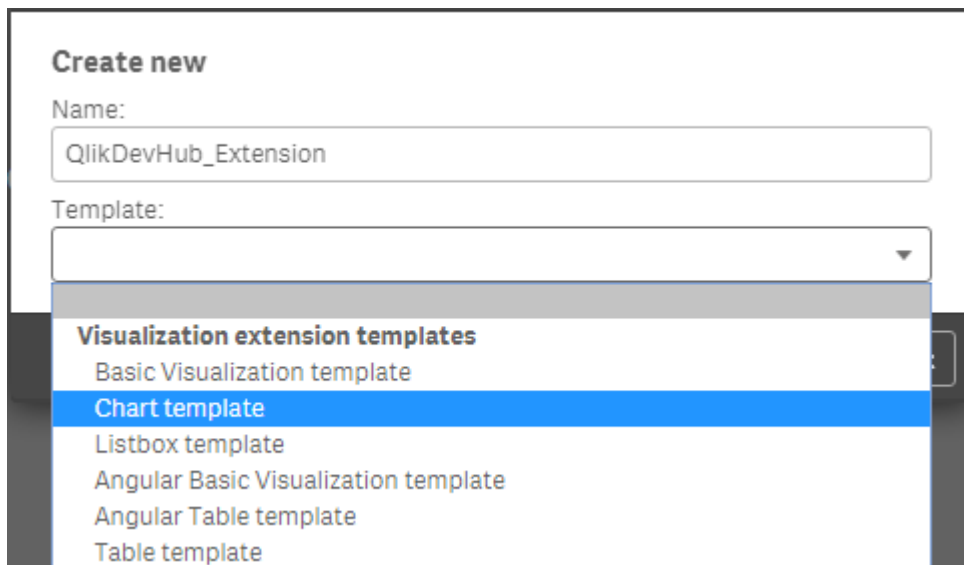 Create new
Name:
QlikDevHub_Extension
Template:
Visualization extension templates
Basic Visualization template
Chart template
Listbox template
Angular Basic Visualization template
Angular Table template
Table template